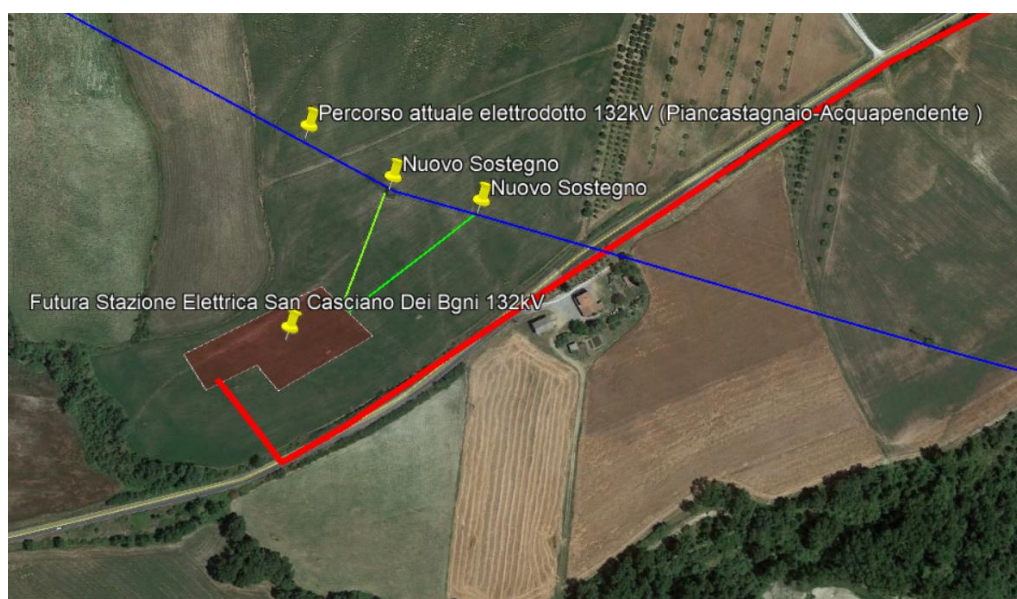 Percorso attuale elettrodotto 132kV (Piancastagnaio-Acquapendente )
Nuovo Sostegno
Nuovo Sostegno
Futura Stazione Elettrica San Casciano Dei Bgni 132kV